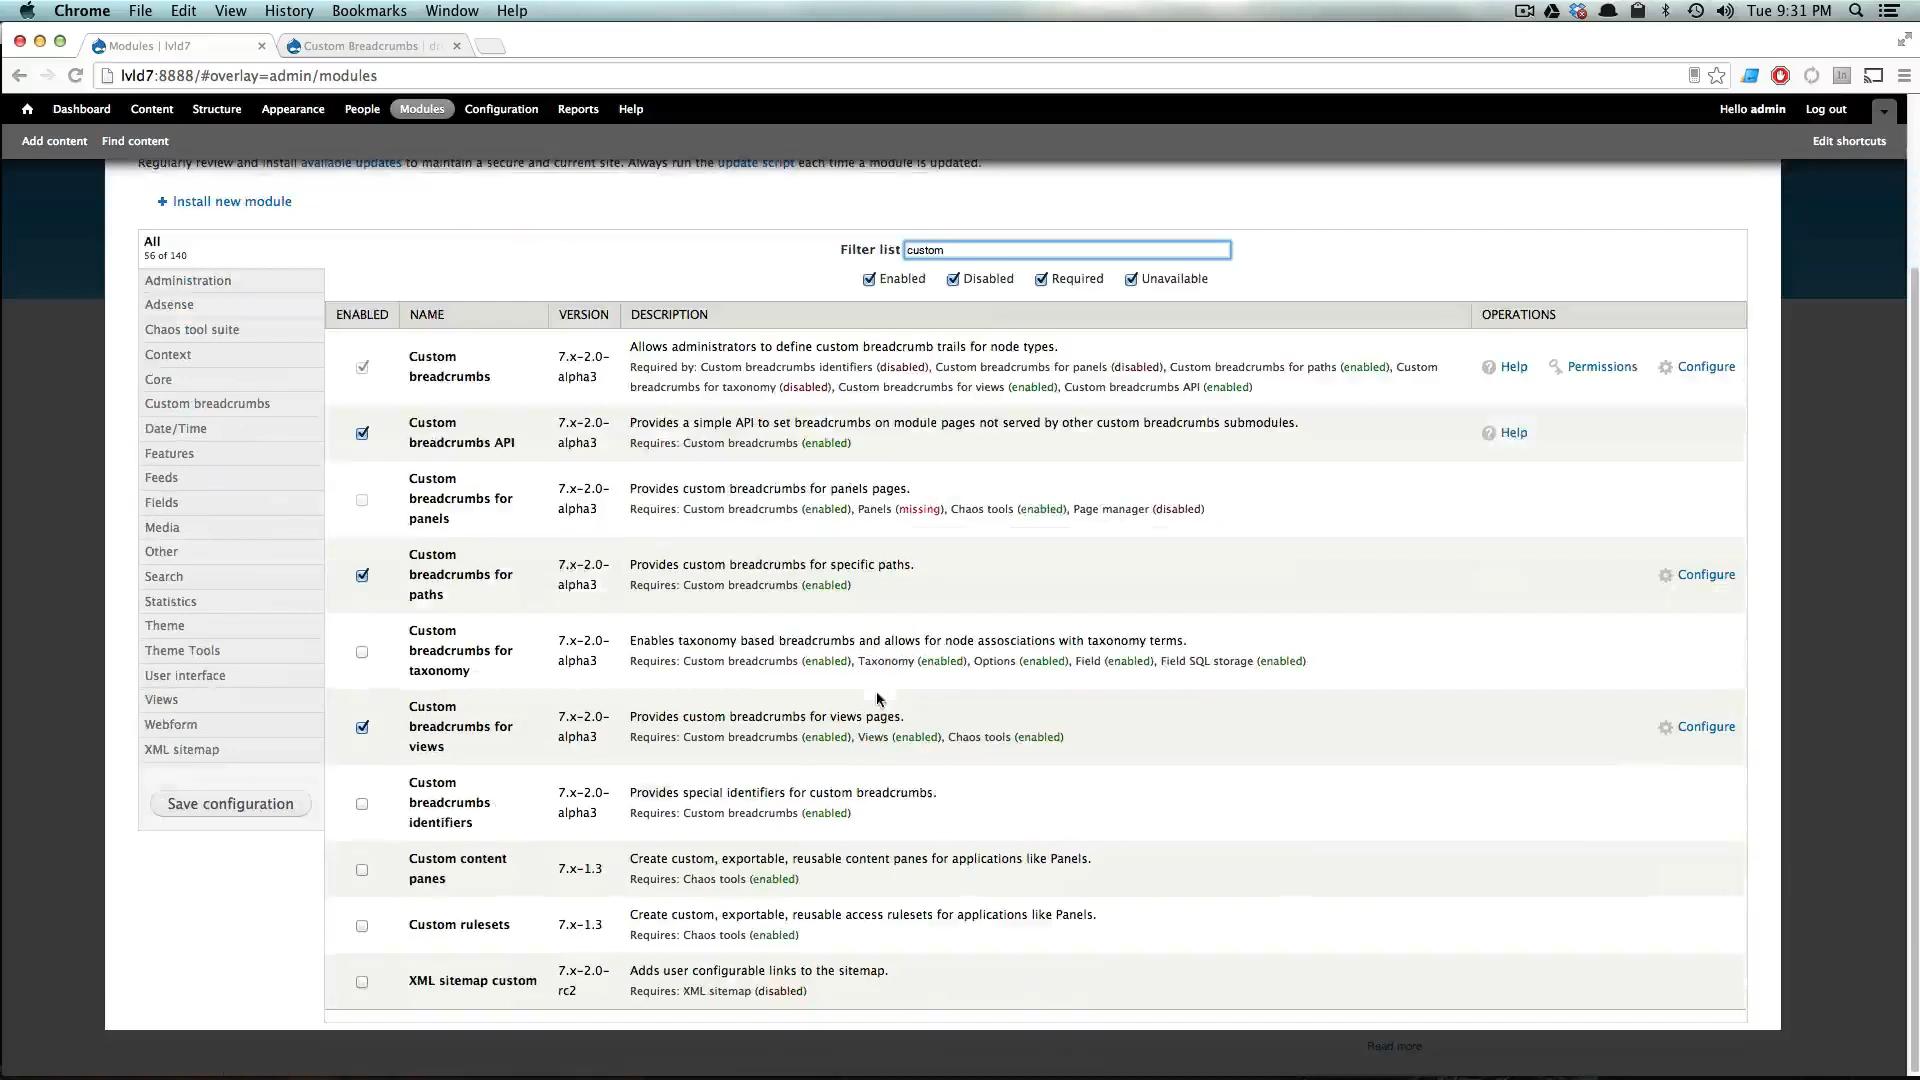 Chrome File Edit View History Bookmarks Window Help Tue 9:31 PM
Modules | lvld7 Custom Breadcrumbs | dr
lvld7:8888/#overlay=admin/modules
Dashboard Content Structure Appearance People Modules Configuration Reports Help Hello admin Log out
Add content Find content Edit shortcuts
Regularly review and install available updates to maintain a secure and current site. Always run the update script each time a module is updated.
+ Install new module
All
56 of 140
Filter list custom
Enabled Disabled Required Unavailable
Administration
Adsense
Chaos tool suite
Context
Core
Custom breadcrumbs
Date/Time
Features
Feeds
Fields
Media
Other
Search
Statistics
Theme
Theme Tools
User interface
Views
Webform
XML sitemap
Save configuration
ENABLED NAME VERSION DESCRIPTION OPERATIONS
Custom
breadcrumbs
7.x-2.0-
alpha3
Allows administrators to define custom breadcrumb trails for node types.
Required by: Custom breadcrumbs identifiers (disabled), Custom breadcrumbs for panels (disabled), Custom breadcrumbs for paths (enabled), Custom
breadcrumbs for taxonomy (disabled), Custom breadcrumbs for views (enabled), Custom breadcrumbs API (enabled)
Help Permissions Configure
Custom
breadcrumbs API
7.x-2.0-
alpha3
Provides a simple API to set breadcrumbs on module pages not served by other custom breadcrumbs submodules.
Requires: Custom breadcrumbs (enabled)
Help
Custom
breadcrumbs for
panels
7.x-2.0-
alpha3
Provides custom breadcrumbs for panels pages.
Requires: Custom breadcrumbs (enabled), Panels (missing), Chaos tools (enabled), Page manager (disabled)
Custom
breadcrumbs for
paths
7.x-2.0-
alpha3
Provides custom breadcrumbs for specific paths.
Requires: Custom breadcrumbs (enabled)
Configure
Custom
breadcrumbs for
taxonomy
7.x-2.0-
alpha3
Enables taxonomy based breadcrumbs and allows for node assosciations with taxonomy terms.
Requires: Custom breadcrumbs (enabled), Taxonomy (enabled), Options (enabled), Field (enabled), Field SQL storage (enabled)
Custom
breadcrumbs for
views
7.x-2.0-
alpha3
Provides custom breadcrumbs for views pages.
Requires: Custom breadcrumbs (enabled), Views (enabled), Chaos tools (enabled)
Configure
Custom
breadcrumbs
identifiers
7.x-2.0-
alpha3
Provides special identifiers for custom breadcrumbs.
Requires: Custom breadcrumbs (enabled)
Custom content
panes
7.x-1.3
Create custom, exportable, reusable content panes for applications like Panels.
Requires: Chaos tools (enabled)
Custom rulesets
7.x-1.3
Create custom, exportable, reusable access rulesets for applications like Panels.
Requires: Chaos tools (enabled)
XML sitemap custom
7.x-2.0-
rc2
Adds user configurable links to the sitemap.
Requires: XML sitemap (disabled)
Read more